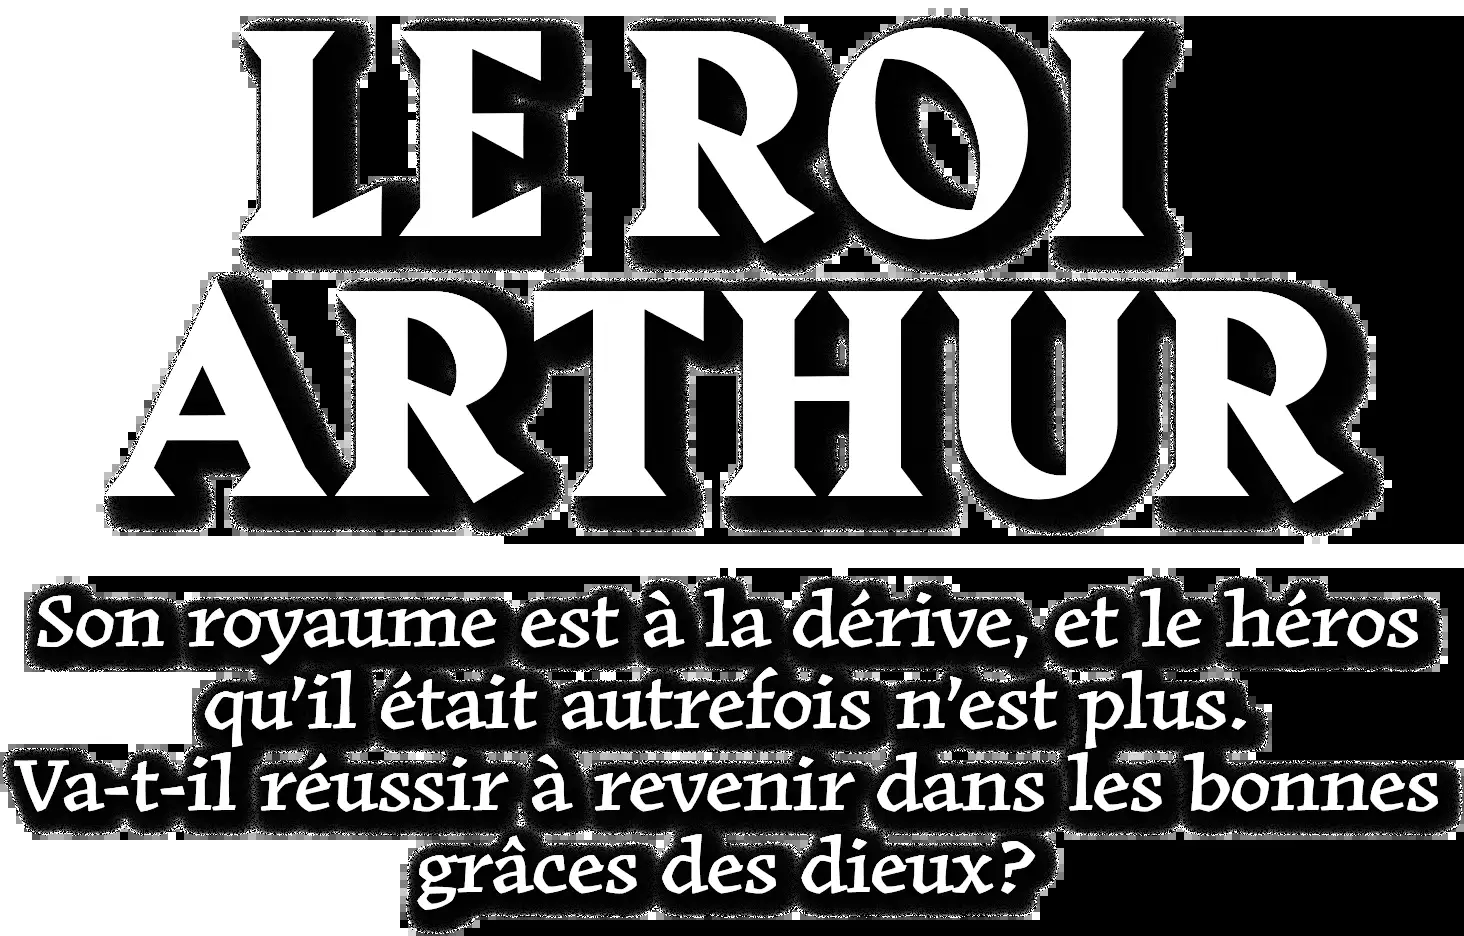 LE ROI
ARTHUR
Son royaume est à la dérive, et le héros
qu'il était autrefois n'est plus.
Va-t-il réussir à revenir dans les bonnes
grâces des dieux?